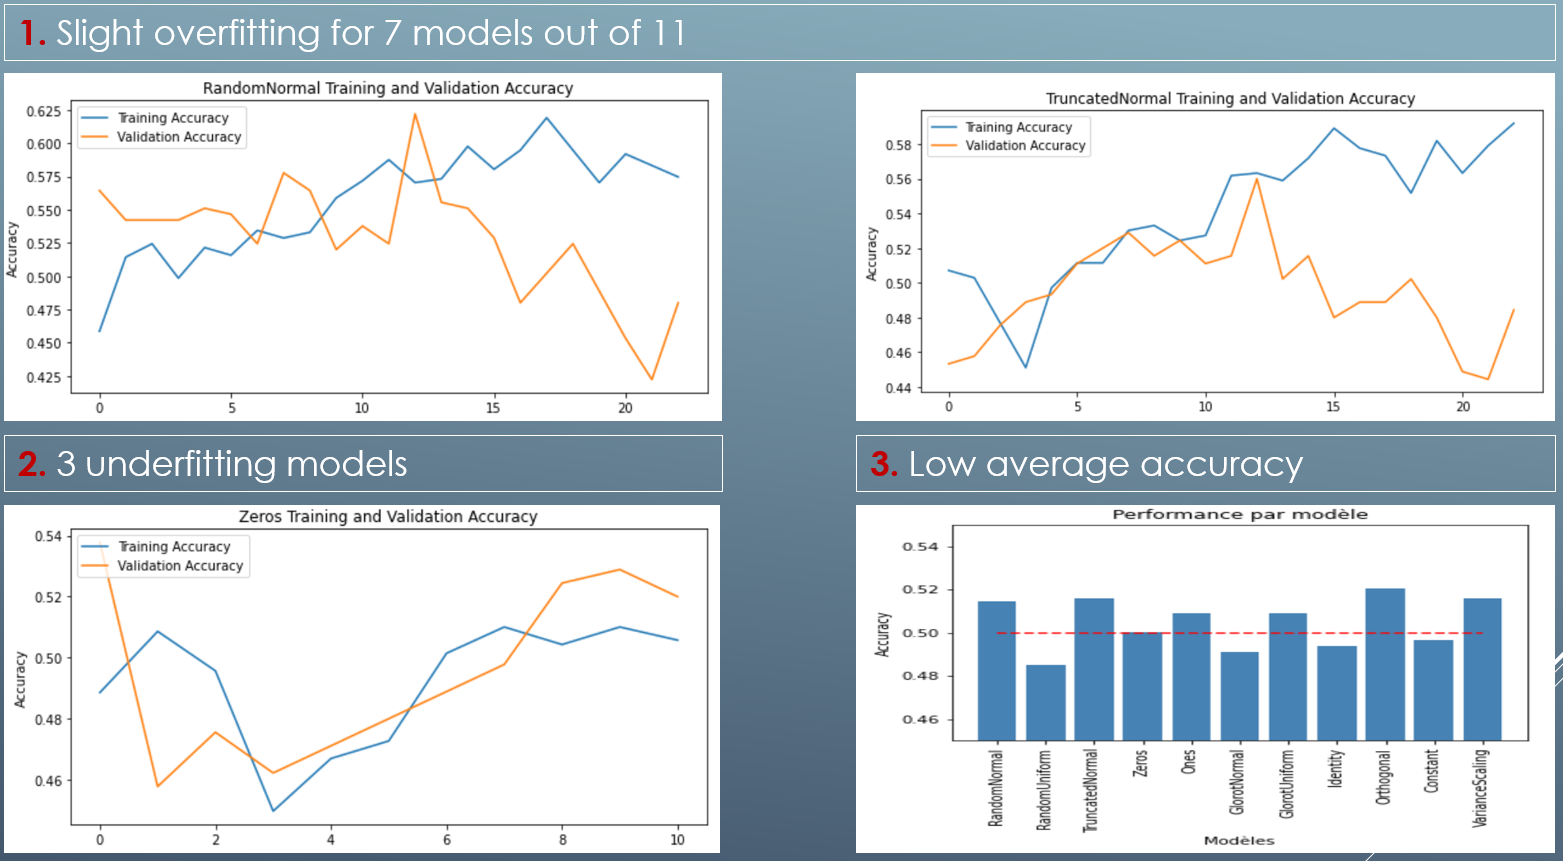 1. Slight overfitting for 7 models out of 11
RandomNormal Training and Validation Accuracy
Training Accuracy
Validation Accuracy
0.625
0.600
0.575
0.550
0.525
0.500
0.475
0.450
0.425
Accuracy
0 5 10 15 20
TruncatedNormal Training and Validation Accuracy
Training Accuracy
Validation Accuracy
0.58
0.56
0.54
0.52
0.50
0.48
0.46
0.44
Accuracy
0 5 10 15 20
2. 3 underfitting models
Zeros Training and Validation Accuracy
Training Accuracy
Validation Accuracy
0.54
0.52
0.50
0.48
0.46
Accuracy
0 2 4 6 8 10
3. Low average accuracy
Performance par modèle
0.54
0.52
0.50
0.48
0.46
Accuracy
RandomNormal
RandomUniform
TruncatedNormal
Zeros
Ones
GlorotNormal
GlorotUniform
Identity
Orthogonal
Constant
VarianceScaling
Modèles